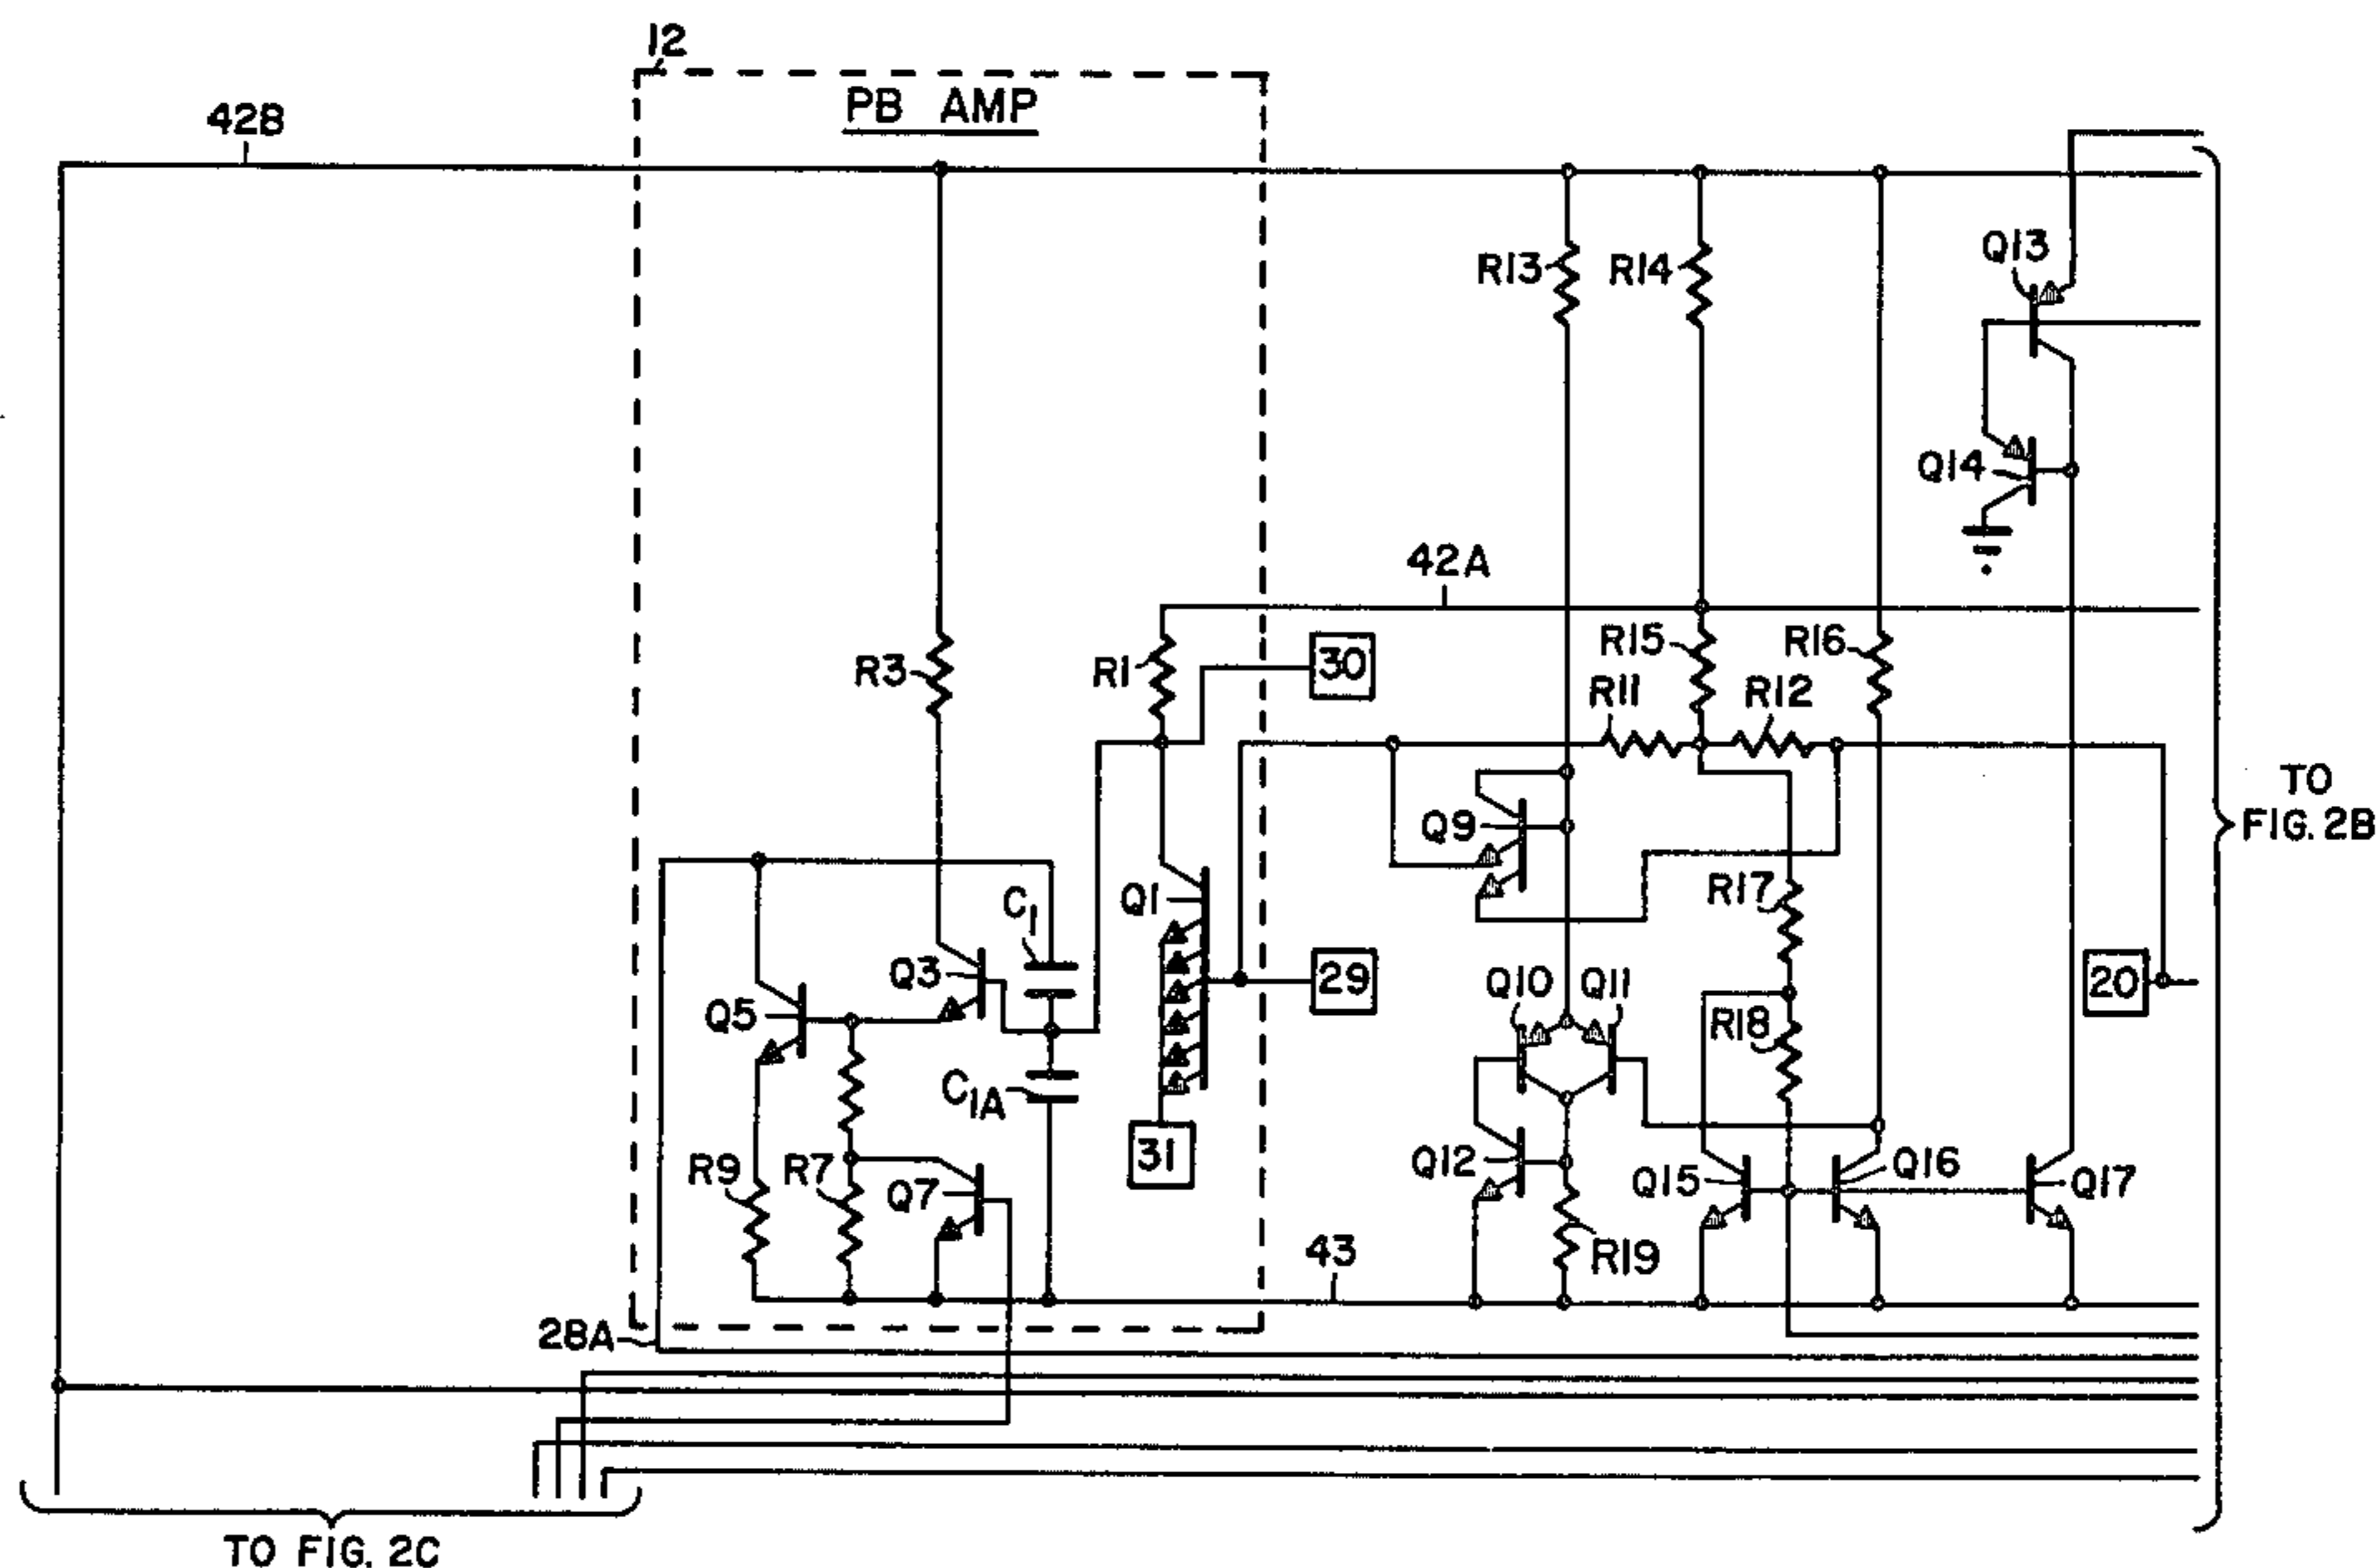 12
PB AMP
42B
Q13
R13
R14
Q14
42A
R3
R1
30
R15
R16
R11
R12
TO
FIG. 2B
Q9
Q1
C1
R17
Q3
29
Q10
Q11
20
Q5
R18
C1A
31
R9
R7
Q7
Q12
Q15
Q16
Q17
43
R19
28A
TO FIG. 2C